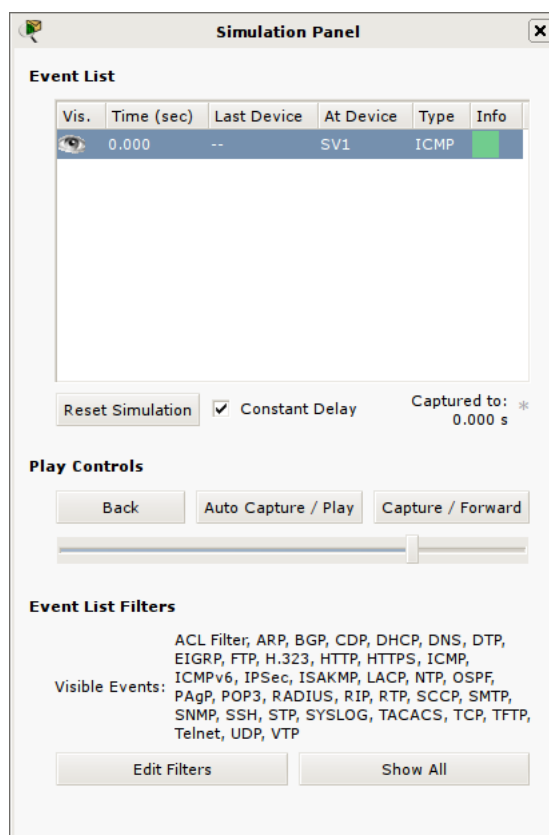 Simulation Panel
Event List
Vis. Time (sec) Last Device At Device Type Info
0.000 -- SV1 ICMP
Reset Simulation Constant Delay Captured to: *
0.000 s
Play Controls
Back Auto Capture / Play Capture / Forward
Event List Filters
ACL Filter, ARP, BGP, CDP, DHCP, DNS, DTP,
EIGRP, FTP, H.323, HTTP, HTTPS, ICMP,
Visible Events: ICMPv6, IPSec, ISAKMP, LACP, NTP, OSPF,
PAgP, POP3, RADIUS, RIP, RTP, SCCP, SMTP,
SNMP, SSH, STP, SYSLOG, TACACS, TCP, TFTP,
Telnet, UDP, VTP
Edit Filters Show All